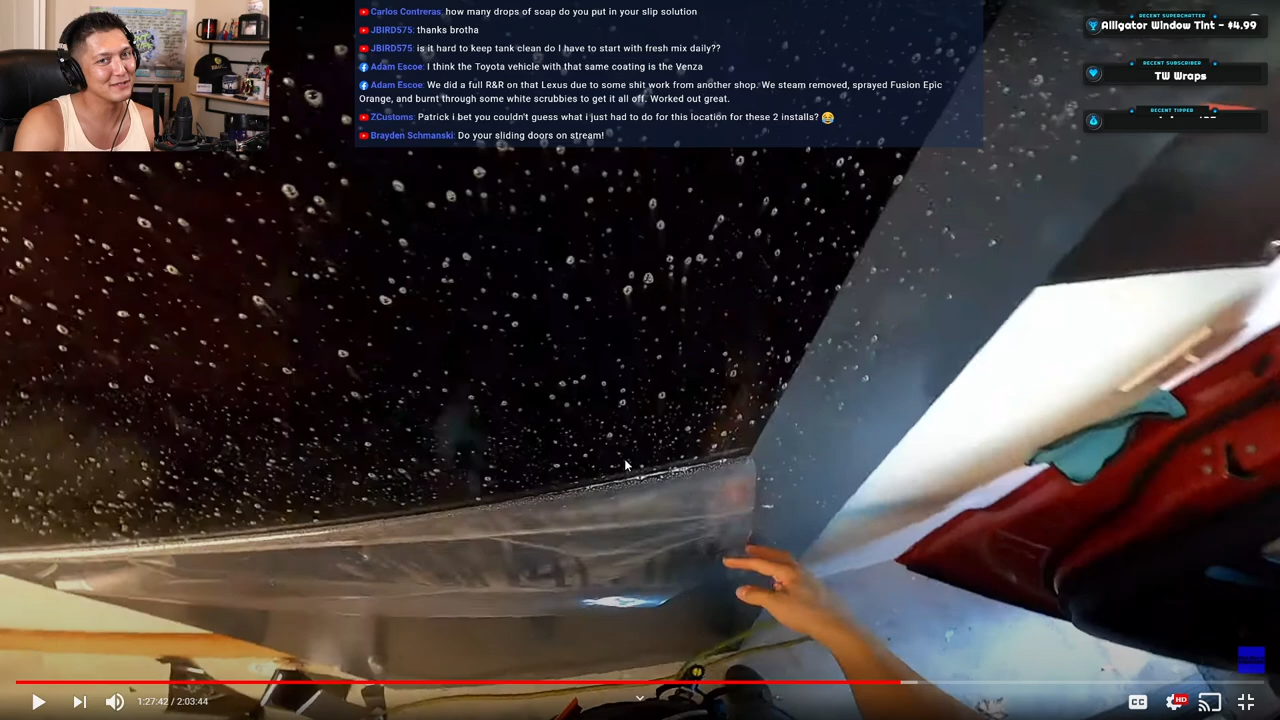 Carlos Contreras: how many drops of soap do you put in your slip solution
JBIRD575: thanks brotha
JBIRD575: is it hard to keep tank clean do I have to start with fresh mix daily??
Adam Escoe: I think the Toyota vehicle with that same coating is the Venza
Adam Escoe: We did a full R&R on that Lexus due to some shit work from another shop. We steam removed, sprayed Fusion Epic
Orange, and burnt through some white scrubbies to get it all off. Worked out great.
ZCustoms: Patrick i bet you couldn't guess what i just had to do for this location for these 2 installs? 😂
Brayden Schmanski: Do your sliding doors on stream!
RECENT SUPERCHATTER
Alligator Window Tint - $4.99
RECENT SUBSCRIBER
TW Wraps
RECENT TIPPER
1:27:42 / 2:03:44
CC
HD